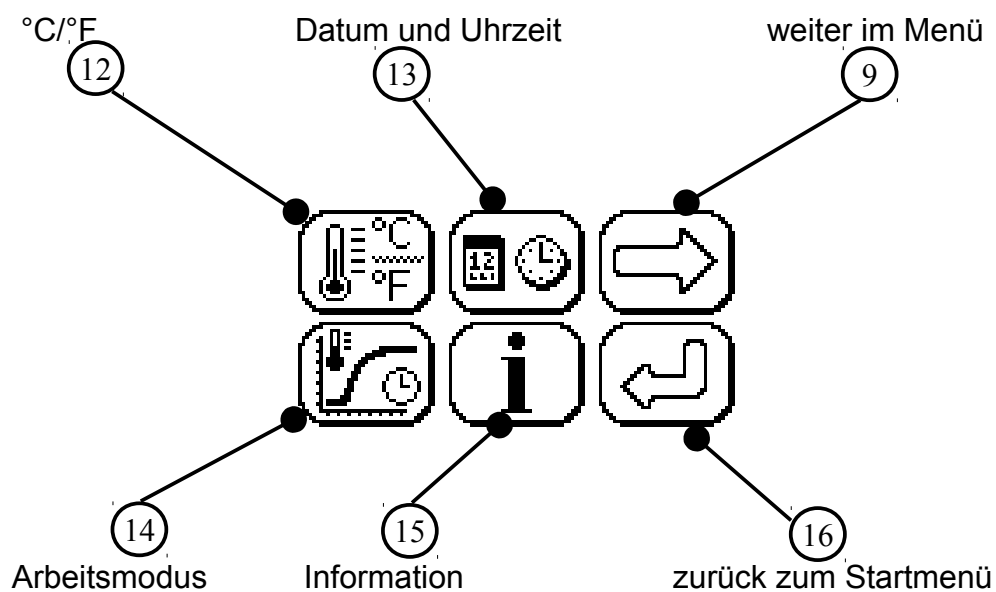 °C/°F Datum und Uhrzeit weiter im Menü
12 13 9
°C
°F
12
i
14 15 16
Arbeitsmodus Information zurück zum Startmenü